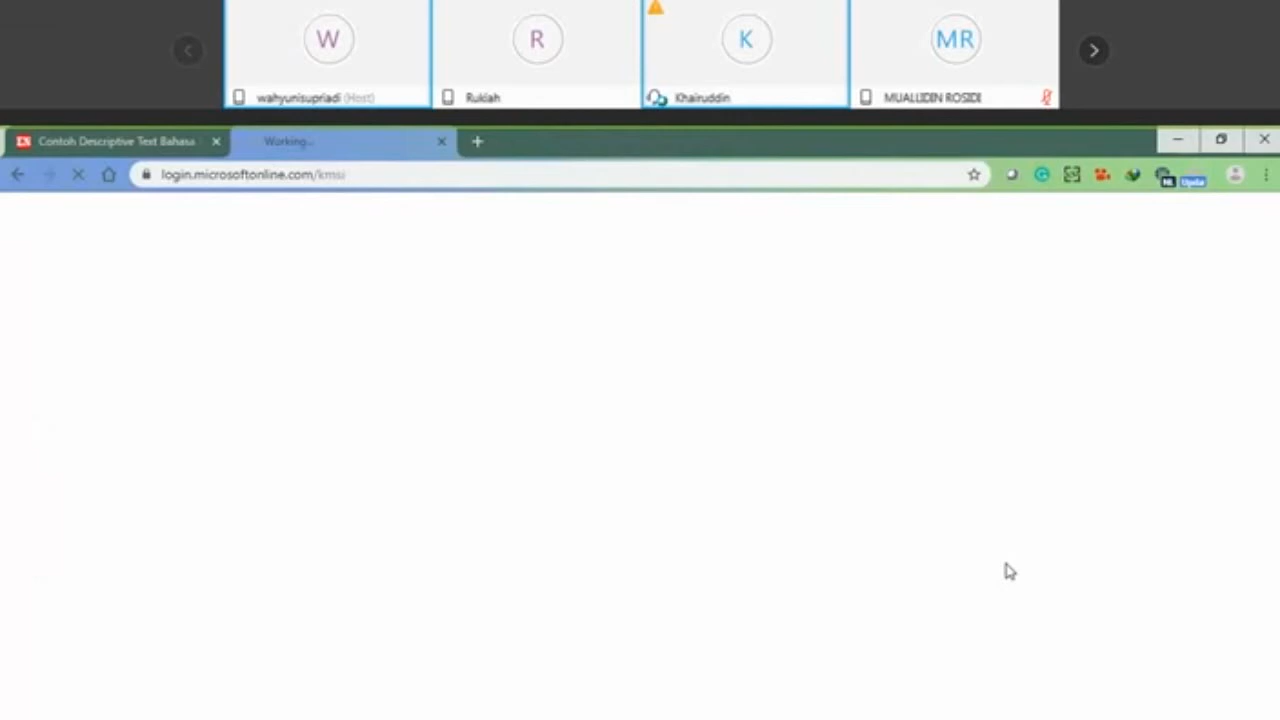 W
R
K
MR
wahyunisupriadi (Host)
Rukiah
Khairuddin
MUALLIDIN ROSIDI
Contoh Descriptive Text Bahasa
Working...
login.microsoftonline.com/kmsi